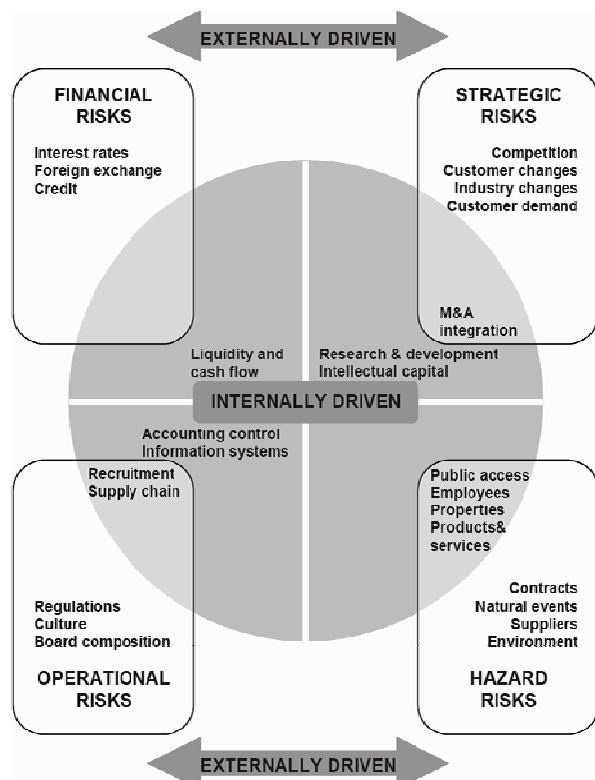 EXTERNALLY DRIVEN
FINANCIAL
RISKS
Interest rates
Foreign exchange
Credit
STRATEGIC
RISKS
Competition
Customer changes
Industry changes
Customer demand
M&A
integration
Liquidity and
cash flow
Research & development
Intellectual capital
INTERNALLY DRIVEN
Accounting control
Information systems
Recruitment
Supply chain
Public access
Employees
Properties
Products&
services
Regulations
Culture
Board composition
OPERATIONAL
RISKS
Contracts
Natural events
Suppliers
Environment
HAZARD
RISKS
EXTERNALLY DRIVEN